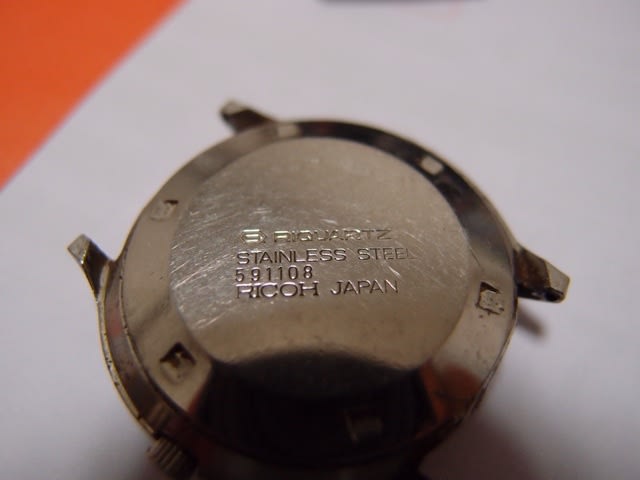 RIQUARTZ
STAINLESS STEEL
591108
RICOH JAPAN